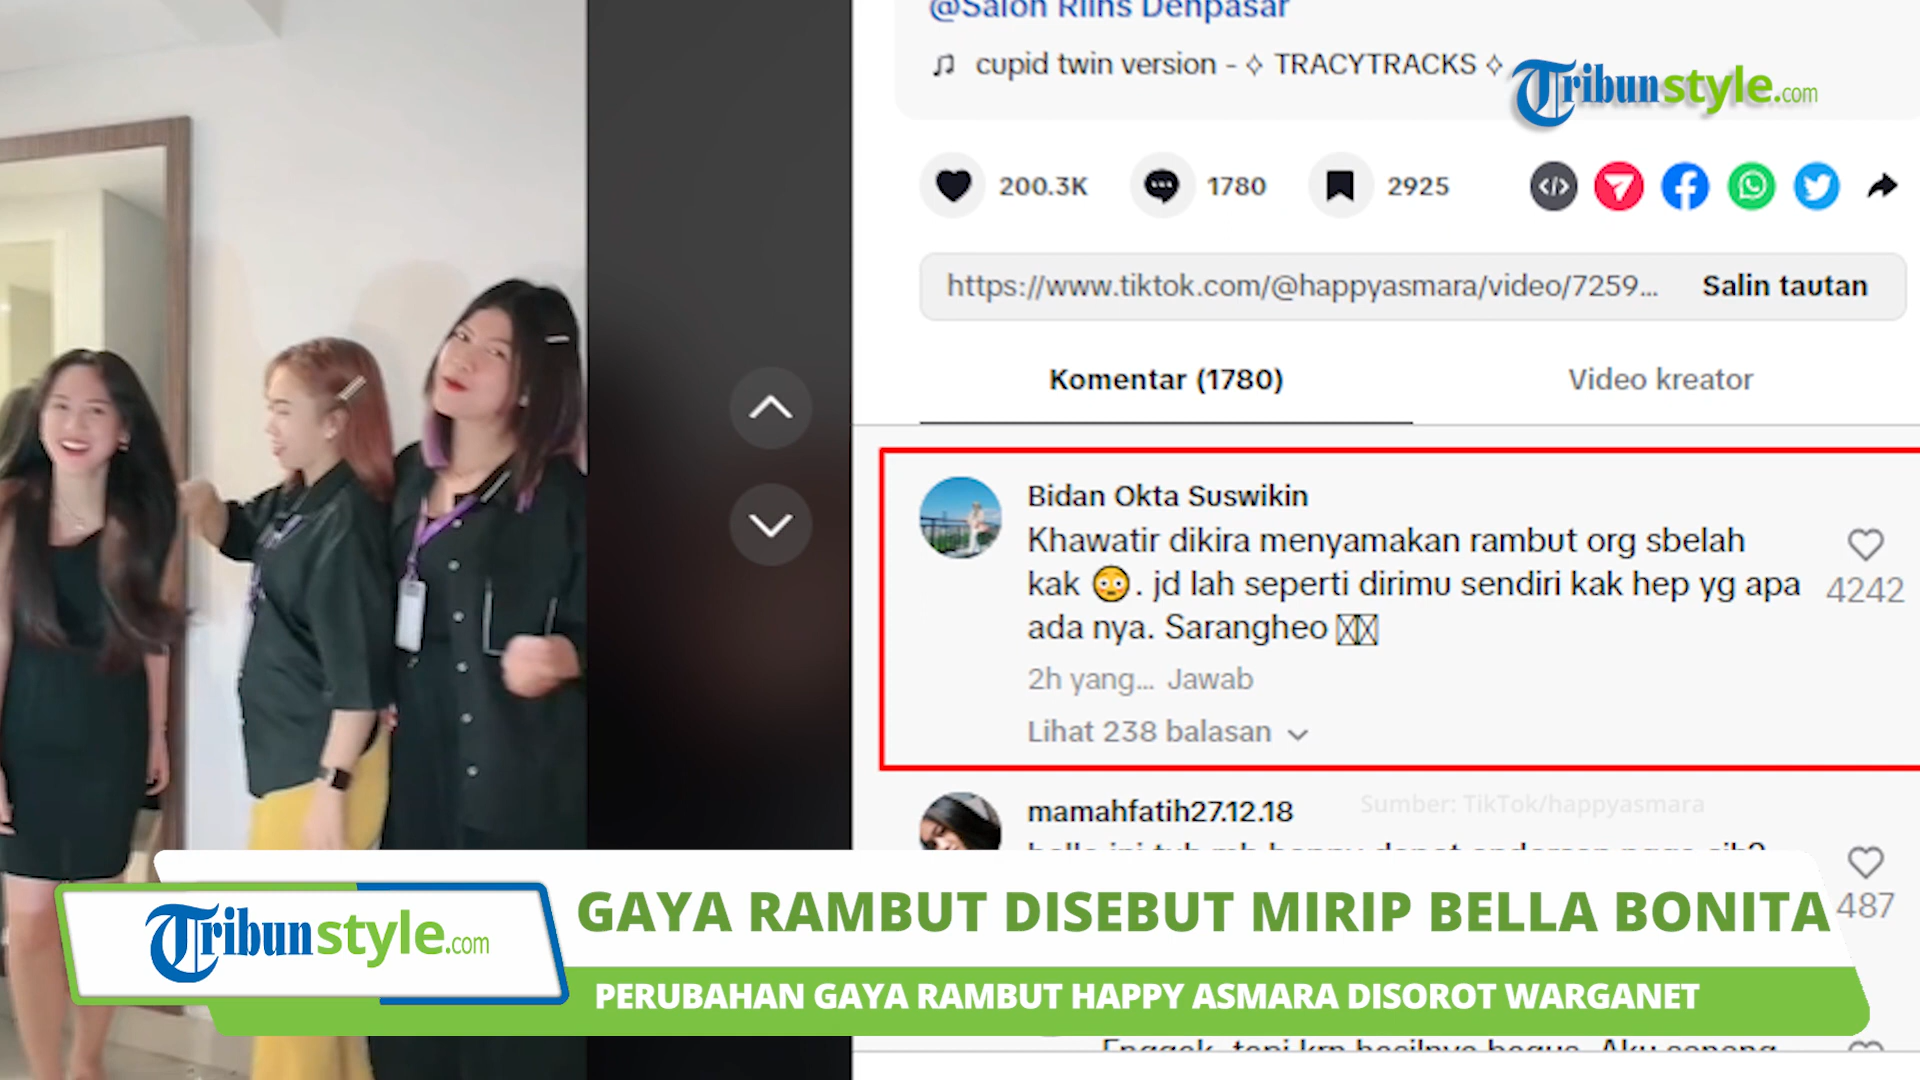 @Salon Rlins Denpasar
cupid twin version - ✧ TRACYTRACKS ✧
Tribunstyle.com
200.3K 1780 2925
https://www.tiktok.com/@happyasmara/video/7259... Salin tautan
Komentar (1780) Video kreator
Bidan Okta Suswikin
Khawatir dikira menyamakan rambut org sbelah
kak 😳. jd lah seperti dirimu sendiri kak hep yg apa
ada nya. Sarangheo
4242
2h yang... Jawab
Lihat 238 balasan
Sumber: TikTok/happyasmara
mamahfatih27.12.18
487
GAYA RAMBUT DISEBUT MIRIP BELLA BONITA
Tribunstyle.com
PERUBAHAN GAYA RAMBUT HAPPY ASMARA DISOROT WARGANET